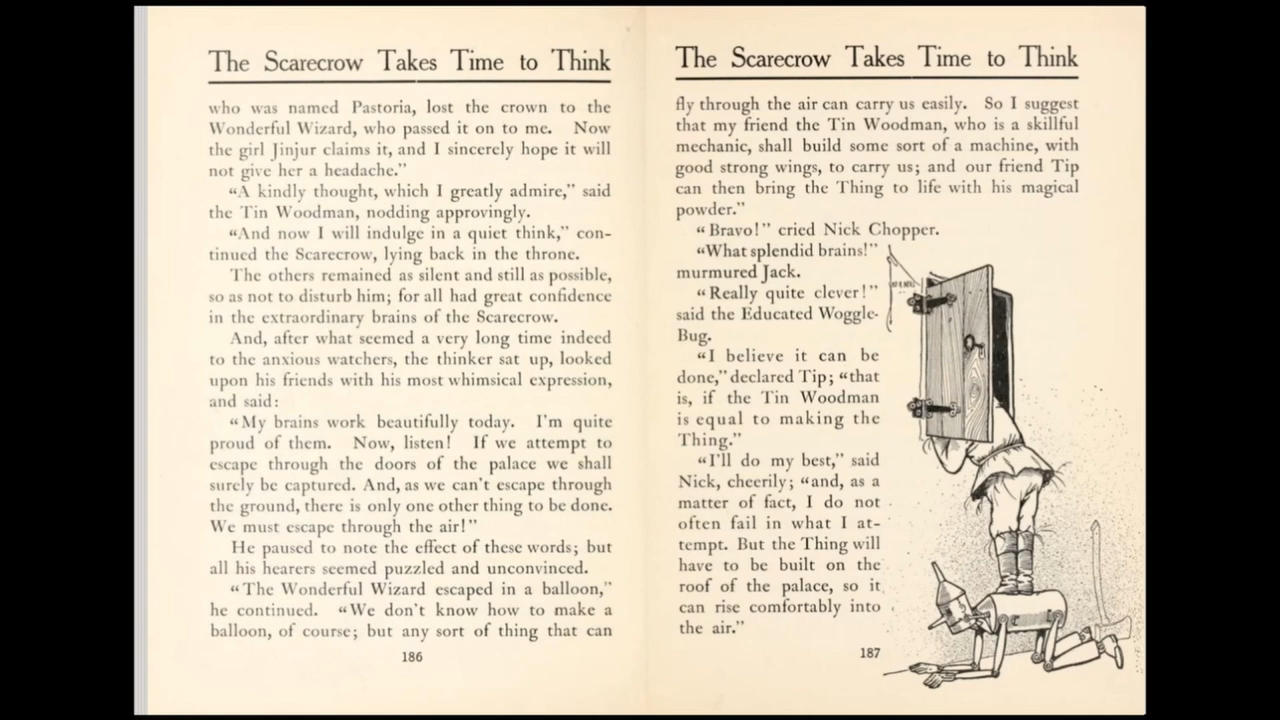 The Scarecrow Takes Time to Think
who was named Pastoria, lost the crown to the
Wonderful Wizard, who passed it on to me. Now
the girl Jinjur claims it, and I sincerely hope it will
not give her a headache.”
“A kindly thought, which I greatly admire,” said
the Tin Woodman, nodding approvingly.
“And now I will indulge in a quiet think,” con-
tinued the Scarecrow, lying back in the throne.
The others remained as silent and still as possible,
so as not to disturb him; for all had great confidence
in the extraordinary brains of the Scarecrow.
And, after what seemed a very long time indeed
to the anxious watchers, the thinker sat up, looked
upon his friends with his most whimsical expression,
and said:
“My brains work beautifully today. I’m quite
proud of them. Now, listen! If we attempt to
escape through the doors of the palace we shall
surely be captured. And, as we can’t escape through
the ground, there is only one other thing to be done.
We must escape through the air!”
He paused to note the effect of these words; but
all his hearers seemed puzzled and unconvinced.
“The Wonderful Wizard escaped in a balloon,”
he continued. “We don’t know how to make a
balloon, of course; but any sort of thing that can
186
The Scarecrow Takes Time to Think
fly through the air can carry us easily. So I suggest
that my friend the Tin Woodman, who is a skillful
mechanic, shall build some sort of a machine, with
good strong wings, to carry us; and our friend Tip
can then bring the Thing to life with his magical
powder.”
“Bravo!” cried Nick Chopper.
“What splendid brains!”
murmured Jack.
“Really quite clever!”
said the Educated Woggle-
Bug.
“I believe it can be
done,” declared Tip; “that
is, if the Tin Woodman
is equal to making the
Thing.”
“I’ll do my best,” said
Nick, cheerily; “and, as a
matter of fact, I do not
often fail in what I at-
tempt. But the Thing will
have to be built on the
roof of the palace, so it
can rise comfortably into
the air.”
187